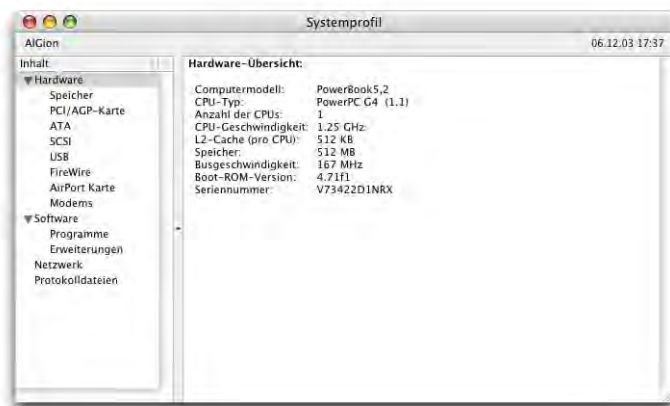 Systemprofil
AlGion 06.12.03 17:37
Inhalt
Hardware
Speicher
PCI/AGP-Karte
ATA
SCSI
USB
FireWire
AirPort Karte
Modems
Software
Programme
Erweiterungen
Netzwerk
Protokolldateien
Hardware-Übersicht:
Computermodell: PowerBook5,2
CPU-Typ: PowerPC G4 (1.1)
Anzahl der CPUs: 1
CPU-Geschwindigkeit: 1.25 GHz
L2-Cache (pro CPU): 512 KB
Speicher: 512 MB
Busgeschwindigkeit: 167 MHz
Boot-ROM-Version: 4.71f1
Seriennummer: V73422D1NRX